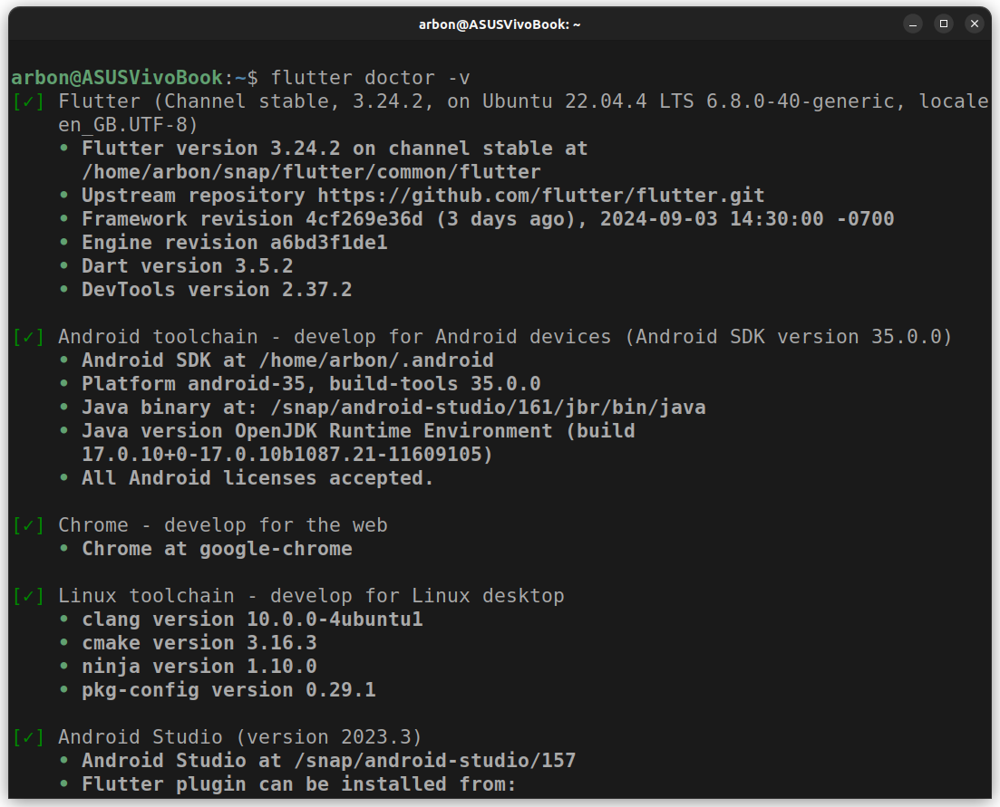 arbon@ASUSVivoBook: ~
arbon@ASUSVivoBook:~$ flutter doctor -v
[✓] Flutter (Channel stable, 3.24.2, on Ubuntu 22.04.4 LTS 6.8.0-40-generic, locale
en_GB.UTF-8)
• Flutter version 3.24.2 on channel stable at
/home/arbon/snap/flutter/common/flutter
• Upstream repository https://github.com/flutter/flutter.git
• Framework revision 4cf269e36d (3 days ago), 2024-09-03 14:30:00 -0700
• Engine revision a6bd3f1de1
• Dart version 3.5.2
• DevTools version 2.37.2
[✓] Android toolchain - develop for Android devices (Android SDK version 35.0.0)
• Android SDK at /home/arbon/.android
• Platform android-35, build-tools 35.0.0
• Java binary at: /snap/android-studio/161/jbr/bin/java
• Java version OpenJDK Runtime Environment (build
17.0.10+0-17.0.10b1087.21-11609105)
• All Android licenses accepted.
[✓] Chrome - develop for the web
• Chrome at google-chrome
[✓] Linux toolchain - develop for Linux desktop
• clang version 10.0.0-4ubuntu1
• cmake version 3.16.3
• ninja version 1.10.0
• pkg-config version 0.29.1
[✓] Android Studio (version 2023.3)
• Android Studio at /snap/android-studio/157
• Flutter plugin can be installed from: